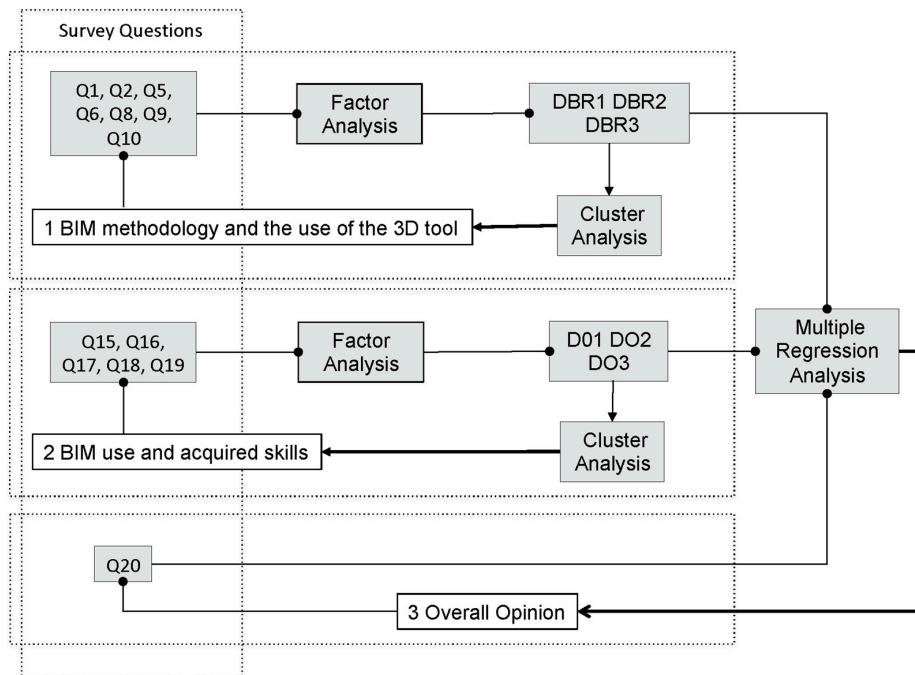 Survey Questions
Q1, Q2, Q5,
Q6, Q8, Q9,
Q10
Factor
Analysis
DBR1 DBR2
DBR3
1 BIM methodology and the use of the 3D tool
Cluster
Analysis
Q15, Q16,
Q17, Q18, Q19
Factor
Analysis
D01 DO2
DO3
Multiple
Regression
Analysis
2 BIM use and acquired skills
Cluster
Analysis
Q20
3 Overall Opinion